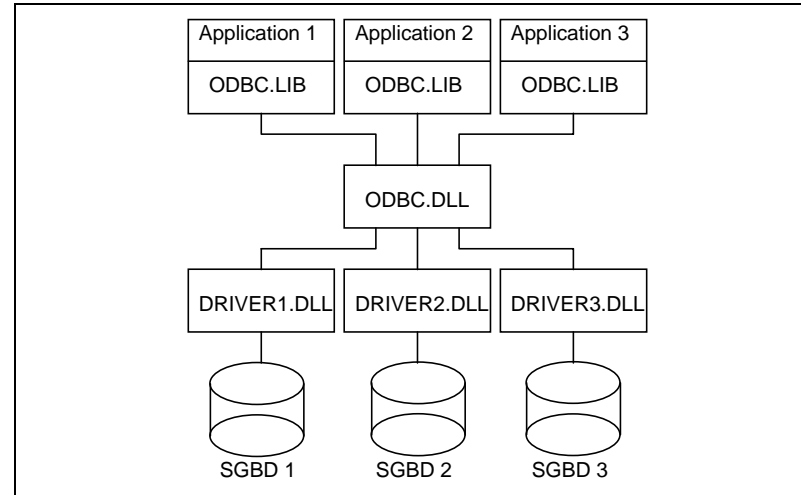 Application 1
Application 2
Application 3
ODBC.LIB
ODBC.LIB
ODBC.LIB
ODBC.DLL
DRIVER1.DLL
DRIVER2.DLL
DRIVER3.DLL
SGBD 1
SGBD 2
SGBD 3